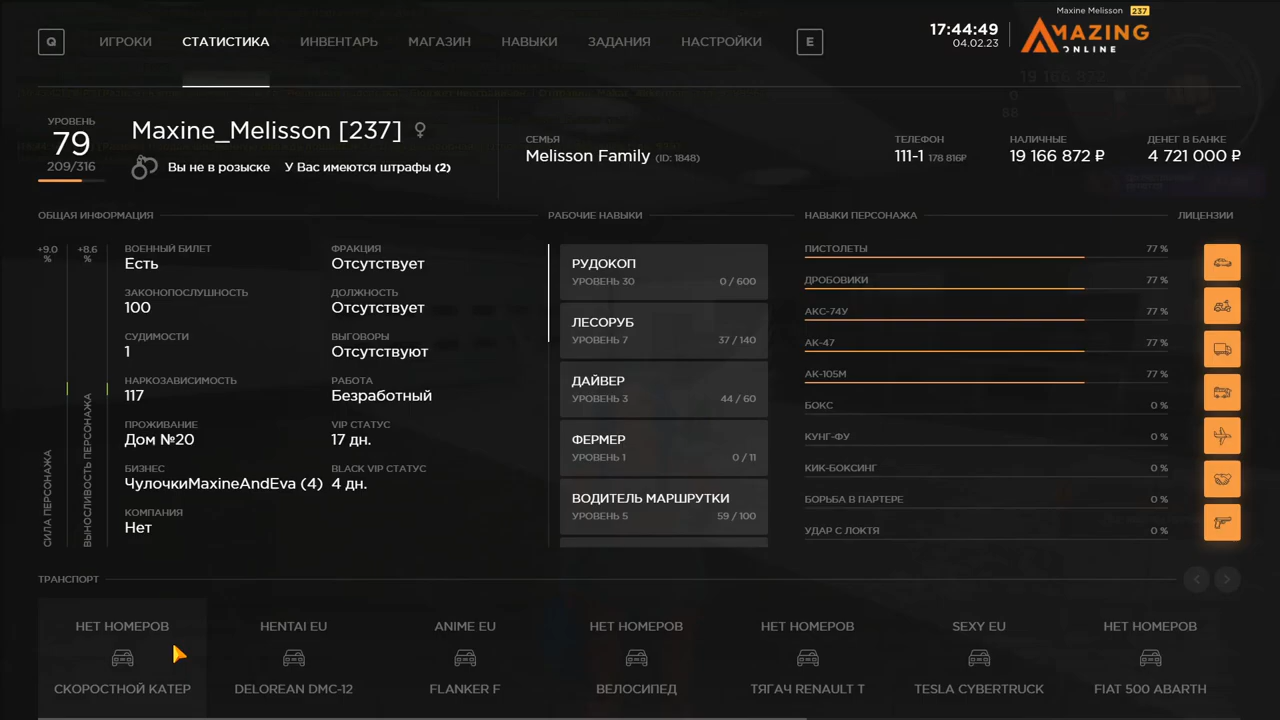 Maxine Melisson 237
Q ИГРОКИ СТАТИСТИКА ИНВЕНТАРЬ МАГАЗИН НАВЫКИ ЗАДАНИЯ НАСТРОЙКИ E
17:44:49
04.02.23
AMAZING
ONLINE
19 166 872
0
88
УРОВЕНЬ
79
209/316
Maxine_Melisson [237]
Вы не в розыске У Вас имеются штрафы (2)
СЕМЬЯ
Melisson Family (ID: 1848)
ТЕЛЕФОН
111-1 178 816Р
НАЛИЧНЫЕ
19 166 872 ₽
ДЕНЕГ В БАНКЕ
4 721 000 ₽
ОБЩАЯ ИНФОРМАЦИЯ
+9.0
%
+8.6
%
СИЛА ПЕРСОНАЖА
ВЫНОСЛИВОСТЬ ПЕРСОНАЖА
ВОЕННЫЙ БИЛЕТ
Есть
ЗАКОНОПОСЛУШНОСТЬ
100
СУДИМОСТИ
1
НАРКОЗАВИСИМОСТЬ
117
ПРОЖИВАНИЕ
Дом №20
БИЗНЕС
ЧулочкиMaxineAndEva (4)
КОМПАНИЯ
Нет
ФРАКЦИЯ
Отсутствует
ДОЛЖНОСТЬ
Отсутствует
ВЫГОВОРЫ
Отсутствуют
РАБОТА
Безработный
VIP СТАТУС
17 дн.
BLACK VIP СТАТУС
4 дн.
РАБОЧИЕ НАВЫКИ
РУДОКОП
УРОВЕНЬ 30 0 / 600
ЛЕСОРУБ
УРОВЕНЬ 7 37 / 140
ДАЙВЕР
УРОВЕНЬ 3 44 / 60
ФЕРМЕР
УРОВЕНЬ 1 0 / 11
ВОДИТЕЛЬ МАРШРУТКИ
УРОВЕНЬ 5 59 / 100
НАВЫКИ ПЕРСОНАЖА
ПИСТОЛЕТЫ 77 %
ДРОБОВИКИ 77 %
АКС-74У 77 %
АК-47 77 %
АК-105М 77 %
БОКС 0 %
КУНГ-ФУ 0 %
КИК-БОКСИНГ 0 %
БОРЬБА В ПАРТЕРЕ 0 %
УДАР С ЛОКТЯ 0 %
ЛИЦЕНЗИИ
ТРАНСПОРТ
НЕТ НОМЕРОВ
СКОРОСТНОЙ КАТЕР
HENTAI EU
DELOREAN DMC-12
ANIME EU
FLANKER F
НЕТ НОМЕРОВ
ВЕЛОСИПЕД
НЕТ НОМЕРОВ
ТЯГАЧ RENAULT T
SEXY EU
TESLA CYBERTRUCK
НЕТ НОМЕРОВ
FIAT 500 ABARTH